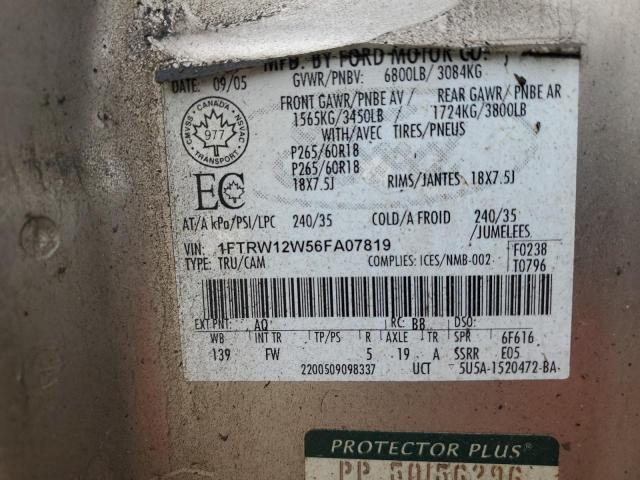 MFD. BY FORD MOTOR CO.
DATE: 09/05 GVWR/PNBV: 6800LB/ 3084KG
FRONT GAWR/PNBE AV / REAR GAWR/PNBE AR
1565KG/3450LB / 1724KG/3800LB
WITH/AVEC TIRES/PNEUS
P265/60R18
P265/60R18
18X7.5J RIMS/JANTES 18X7.5J
CMVSS • CANADA • NSVAC
977
TRANSPORT
EC
AT/A kPa/PSI/LPC 240/35 COLD/A FROID 240/35
/JUMELEES
VIN: 1FTRW12W56FA07819 F0238
TYPE: TRU/CAM COMPLIES: ICES/NMB-002 T0796
EXT PNT: AQ RC: BB DSO:
WB INT TR TP/PS R AXLE TR SPR 6F616
139 FW 5 19 A SSRR E05
2200509098337 UCT 5U5A-1520472-BA
PROTECTOR PLUS
PP 50156296